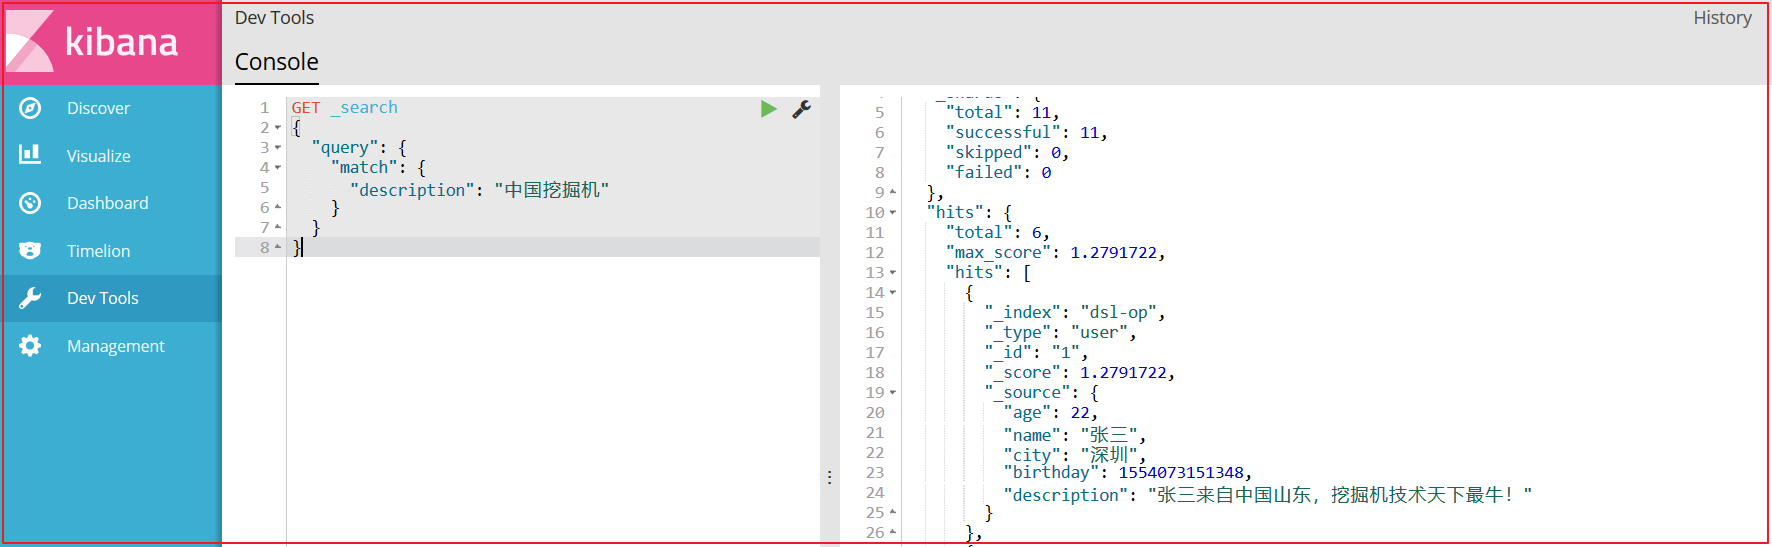 kibana
Discover
Visualize
Dashboard
Timelion
Dev Tools
Management
Dev Tools
History
Console
1 GET _search
2 {
3 "query": {
4 "match": {
5 "description": "中国挖掘机"
6 }
7 }
8 }
5 "total": 11,
6 "successful": 11,
7 "skipped": 0,
8 "failed": 0
9 },
10 "hits": {
11 "total": 6,
12 "max_score": 1.2791722,
13 "hits": [
14 {
15 "_index": "dsl-op",
16 "_type": "user",
17 "_id": "1",
18 "_score": 1.2791722,
19 "_source": {
20 "age": 22,
21 "name": "张三",
22 "city": "深圳",
23 "birthday": 1554073151348,
24 "description": "张三来自中国山东，挖掘机技术天下最牛！"
25 }
26 },